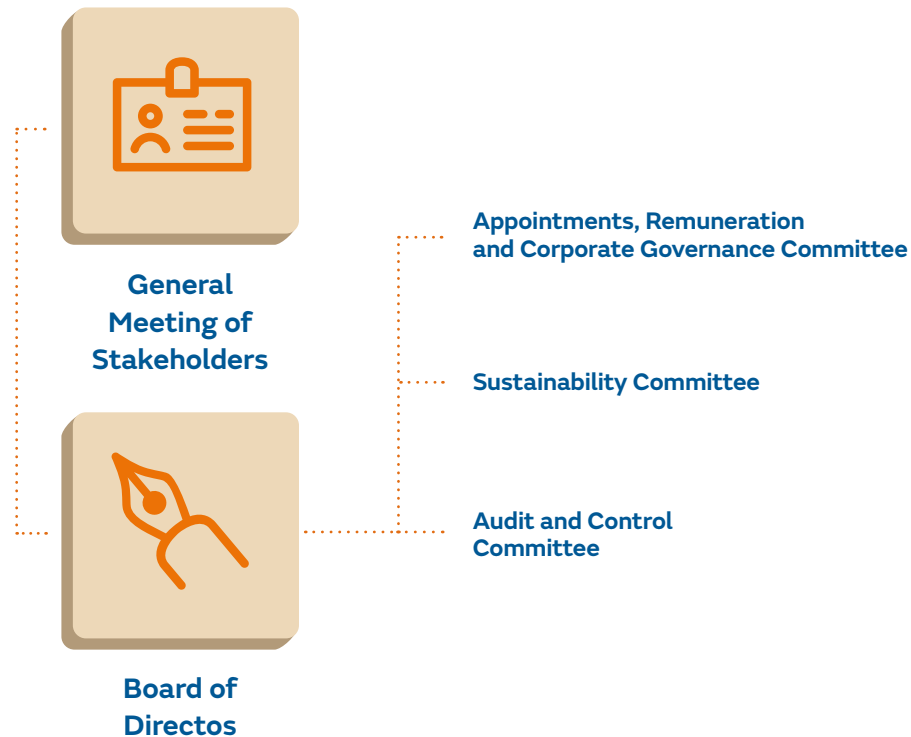 General
Meeting of
Stakeholders
Appointments, Remuneration
and Corporate Governance Committee
Sustainability Committee
Audit and Control
Committee
Board of
Directos